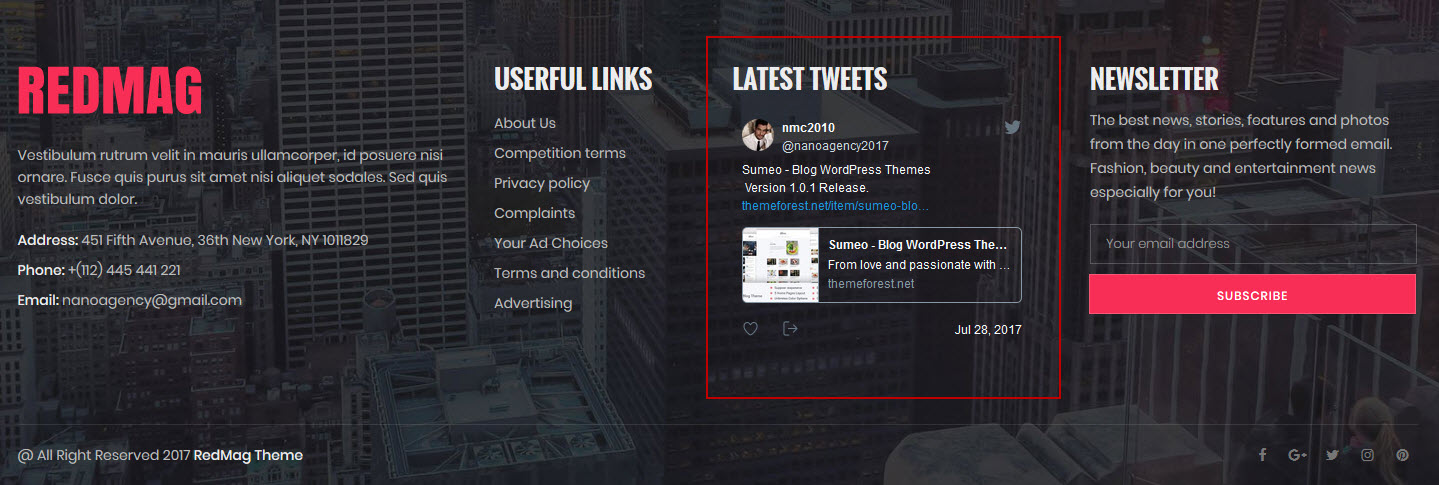 REDMAG
Vestibulum rutrum velit in mauris ullamcorper, id posuere nisi
ornare. Fusce quis purus sit amet nisi aliquet sodales. Sed quis
vestibulum dolor.
Address: 451 Fifth Avenue, 36th New York, NY 1011829
Phone: +(112) 445 441 221
Email: nanoagency@gmail.com
USERFUL LINKS
About Us
Competition terms
Privacy policy
Complaints
Your Ad Choices
Terms and conditions
Advertising
LATEST TWEETS
nmc2010
@nanoagency2017
Sumeo - Blog WordPress Themes
Version 1.0.1 Release.
themeforest.net/item/sumeo-blo…
Sumeo - Blog WordPress The…
From love and passionate with …
themeforest.net
Jul 28, 2017
NEWSLETTER
The best news, stories, features and photos
from the day in one perfectly formed email.
Fashion, beauty and entertainment news
especially for you!
Your email address
SUBSCRIBE
@ All Right Reserved 2017 RedMag Theme